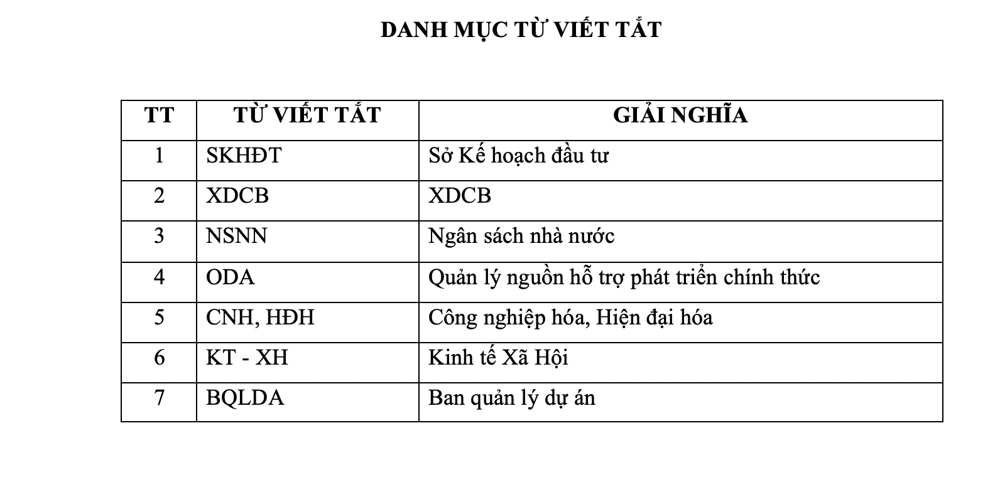 DANH MỤC TỪ VIẾT TẮT
TT TỪ VIẾT TẮT GIẢI NGHĨA
1 SKHĐT Sở Kế hoạch đầu tư
2 XDCB XDCB
3 NSNN Ngân sách nhà nước
4 ODA Quản lý nguồn hỗ trợ phát triển chính thức
5 CNH, HĐH Công nghiệp hóa, Hiện đại hóa
6 KT - XH Kinh tế Xã Hội
7 BQLDA Ban quản lý dự án